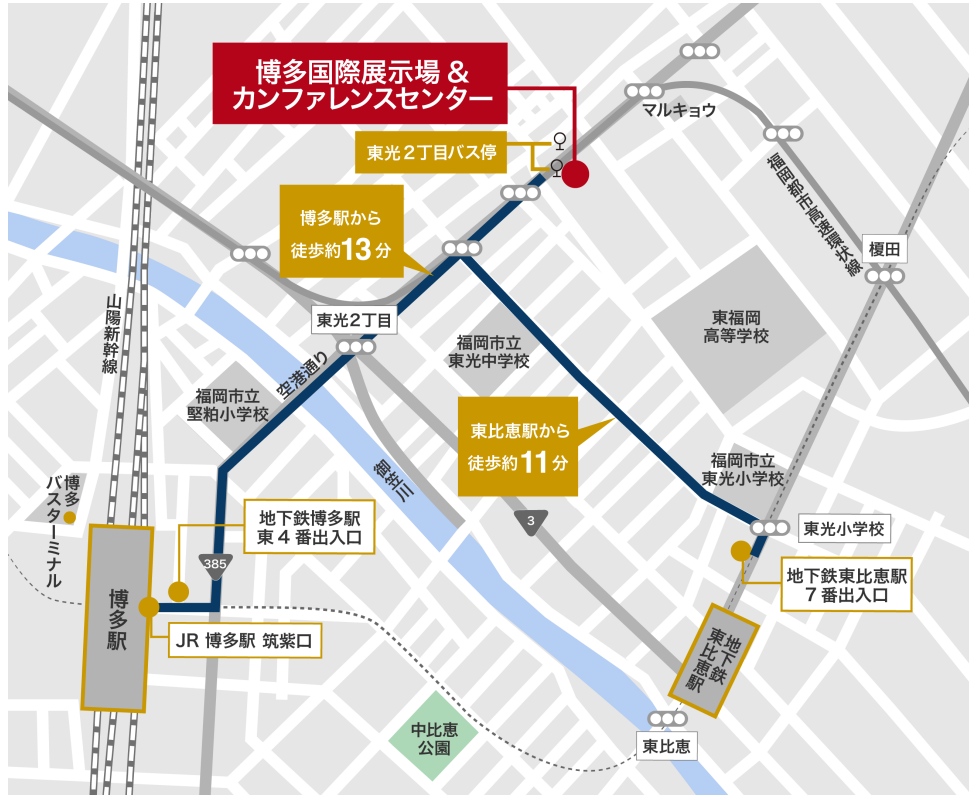 博多国際展示場 &
カンファレンスセンター
マルキョウ
東光2丁目バス停
福岡都市高速環状線
博多駅から
徒歩約13分
榎田
山陽新幹線
東光2丁目
東福岡
高等学校
福岡市立
東光中学校
空港通り
福岡市立
堅粕小学校
東比恵駅から
徒歩約11分
福岡市立
東光小学校
御笠川
博多
バスターミナル
地下鉄博多駅
東4番出入口
3
東光小学校
385
地下鉄東比恵駅
7番出入口
博多駅
JR 博多駅 筑紫口
地下鉄
東比恵駅
中比恵
公園
東比恵